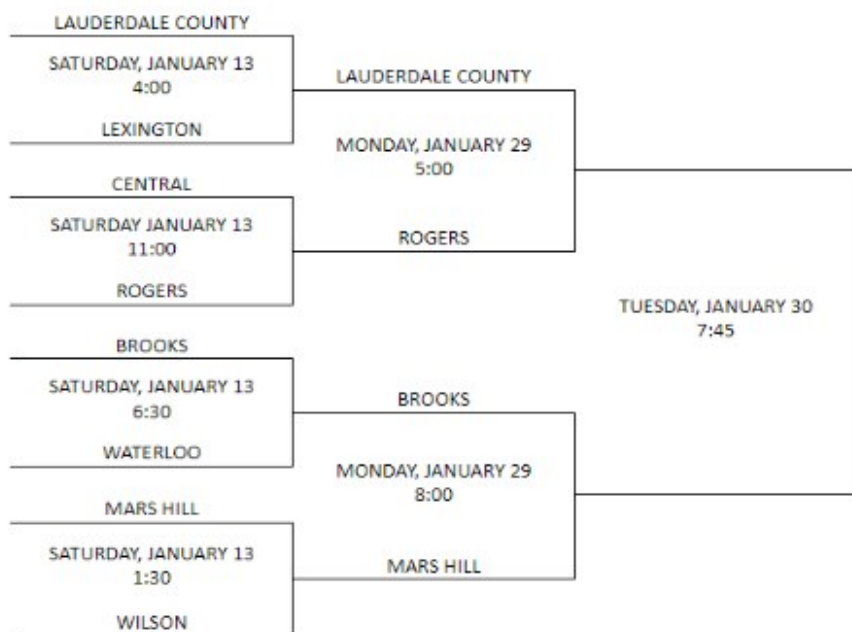 LAUDERDALE COUNTY
SATURDAY, JANUARY 13
4:00
LEXINGTON
CENTRAL
SATURDAY JANUARY 13
11:00
ROGERS
BROOKS
SATURDAY, JANUARY 13
6:30
WATERLOO
MARS HILL
SATURDAY, JANUARY 13
1:30
WILSON
LAUDERDALE COUNTY
MONDAY, JANUARY 29
5:00
ROGERS
BROOKS
MONDAY, JANUARY 29
8:00
MARS HILL
TUESDAY, JANUARY 30
7:45